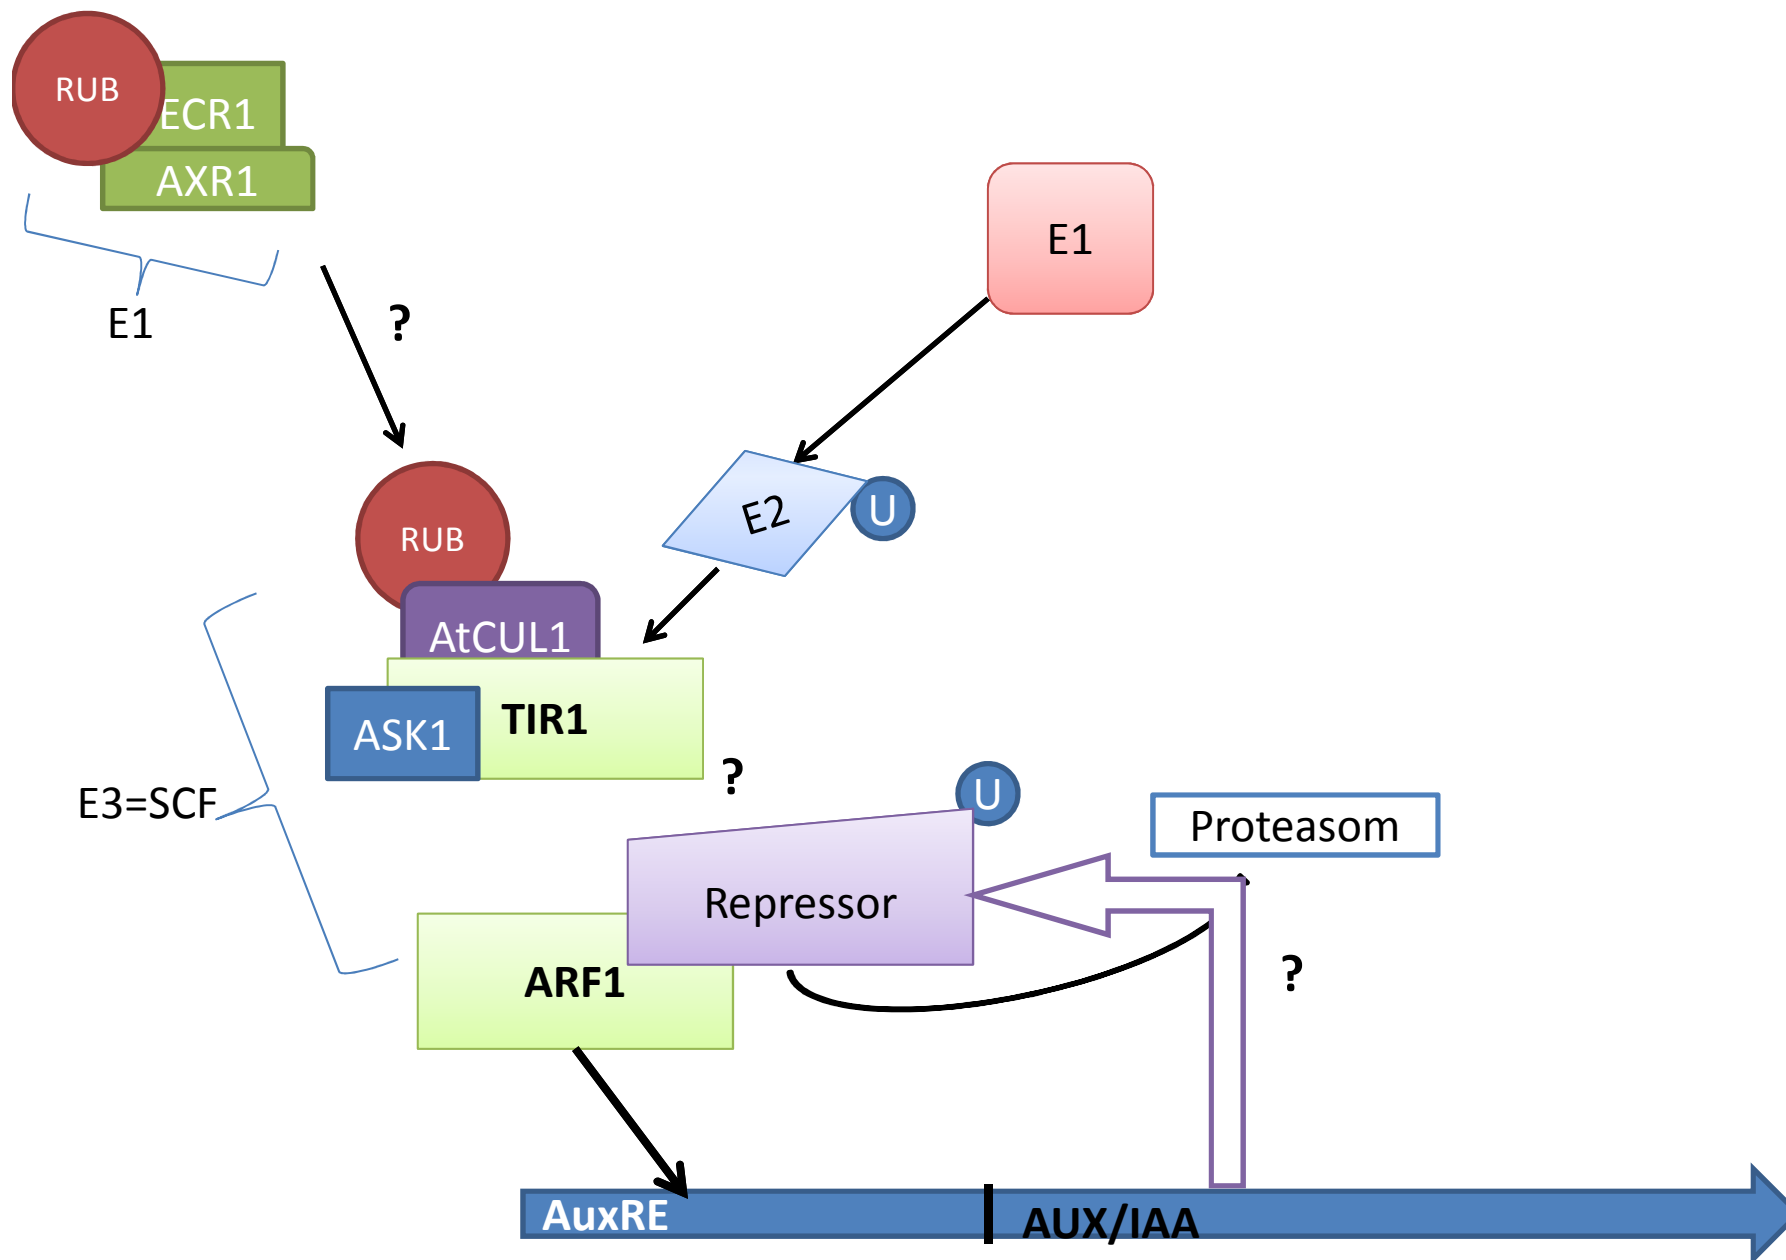 RUB
ECR1
AXR1
E1
?
E1
E2
U
RUB
AtCUL1
TIR1
ASK1
?
E3=SCF
U
Proteasom
Repressor
ARF1
?
AuxRE
AUX/IAA